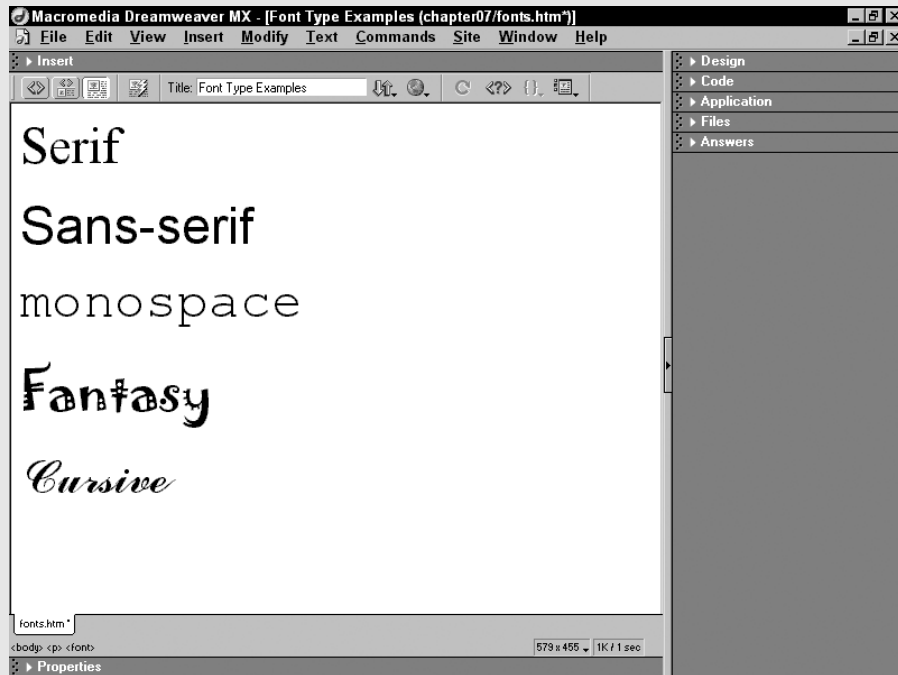 Macromedia Dreamweaver MX - [Font Type Examples (chapter07/fonts.htm*)]
File Edit View Insert Modify Text Commands Site Window Help
Insert
Title: Font Type Examples
Serif
Sans-serif
monospace
Fantasy
Cursive
fonts.htm*
<body> <p> <font>
579 x 455 1K / 1 sec
Properties
Design
Code
Application
Files
Answers